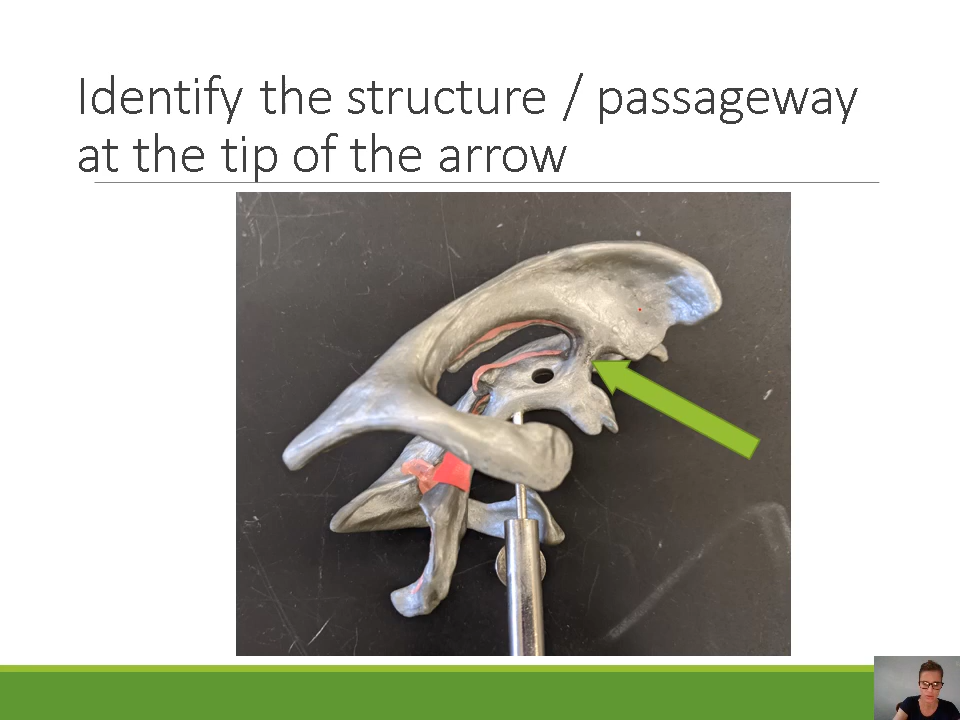 Identify the structure / passageway
at the tip of the arrow